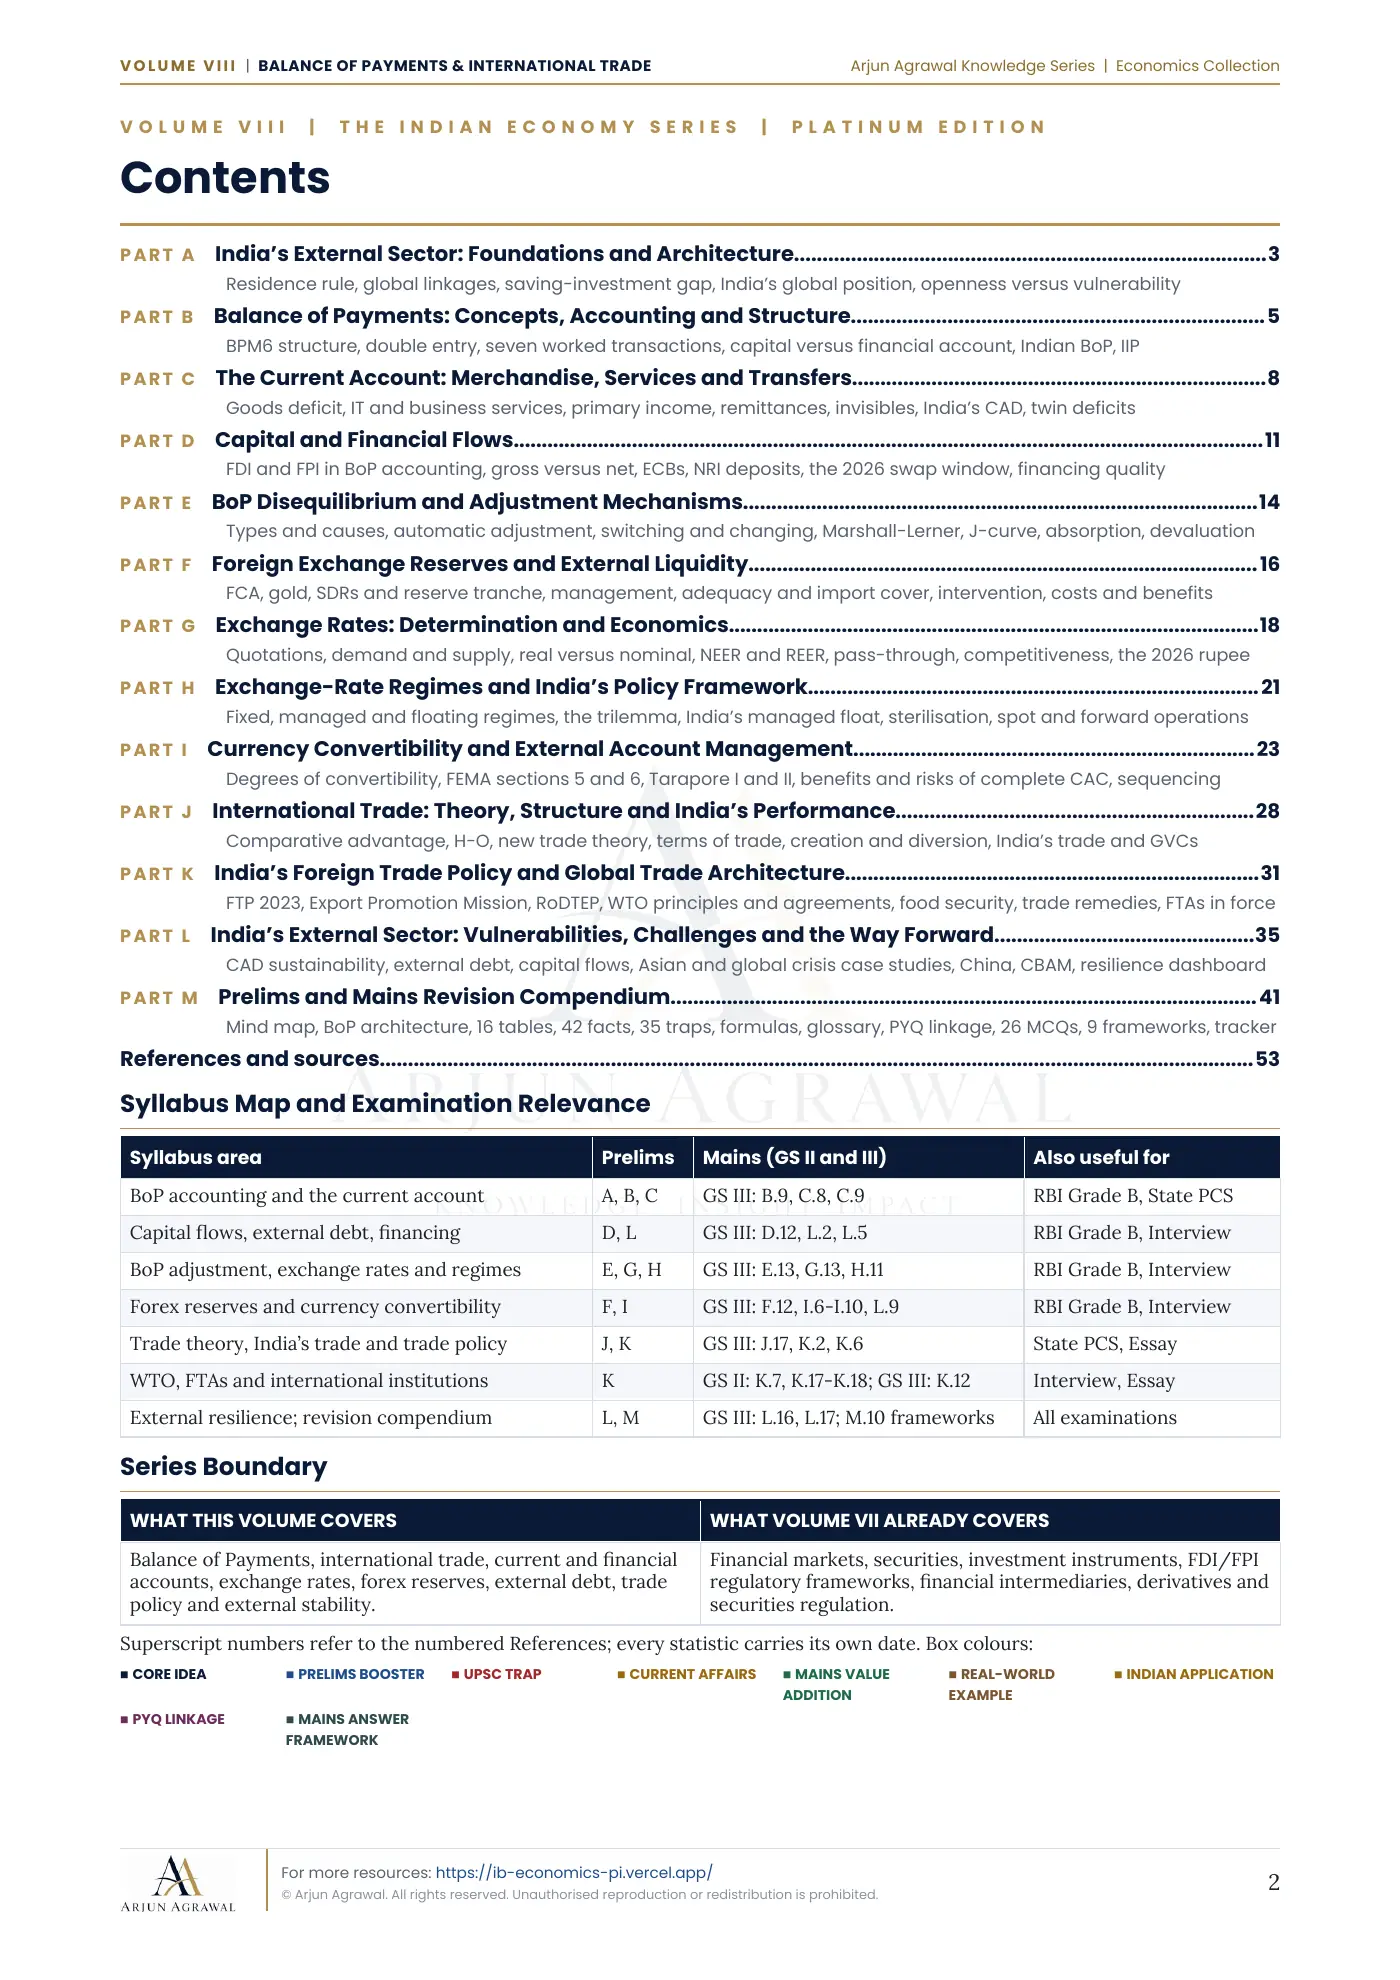 VOLUME VIII | BALANCE OF PAYMENTS & INTERNATIONAL TRADE
Arjun Agrawal Knowledge Series | Economics Collection
VOLUME VIII | THE INDIAN ECONOMY SERIES | PLATINUM EDITION
Contents
PART A India’s External Sector: Foundations and Architecture 3
Residence rule, global linkages, saving-investment gap, India’s global position, openness versus vulnerability
PART B Balance of Payments: Concepts, Accounting and Structure 5
BPM6 structure, double entry, seven worked transactions, capital versus financial account, Indian BoP, IIP
PART C The Current Account: Merchandise, Services and Transfers 8
Goods deficit, IT and business services, primary income, remittances, invisibles, India’s CAD, twin deficits
PART D Capital and Financial Flows 11
FDI and FPI in BoP accounting, gross versus net, ECBs, NRI deposits, the 2026 swap window, financing quality
PART E BoP Disequilibrium and Adjustment Mechanisms 14
Types and causes, automatic adjustment, switching and changing, Marshall-Lerner, J-curve, absorption, devaluation
PART F Foreign Exchange Reserves and External Liquidity 16
FCA, gold, SDRs and reserve tranche, management, adequacy and import cover, intervention, costs and benefits
PART G Exchange Rates: Determination and Economics 18
Quotations, demand and supply, real versus nominal, NEER and REER, pass-through, competitiveness, the 2026 rupee
PART H Exchange-Rate Regimes and India’s Policy Framework 21
Fixed, managed and floating regimes, the trilemma, India’s managed float, sterilisation, spot and forward operations
PART I Currency Convertibility and External Account Management 23
Degrees of convertibility, FEMA sections 5 and 6, Tarapore I and II, benefits and risks of complete CAC, sequencing
PART J International Trade: Theory, Structure and India’s Performance 28
Comparative advantage, H-O, new trade theory, terms of trade, creation and diversion, India’s trade and GVCs
PART K India’s Foreign Trade Policy and Global Trade Architecture 31
FTP 2023, Export Promotion Mission, RoDTEP, WTO principles and agreements, food security, trade remedies, FTAs in force
PART L India’s External Sector: Vulnerabilities, Challenges and the Way Forward 35
CAD sustainability, external debt, capital flows, Asian and global crisis case studies, China, CBAM, resilience dashboard
PART M Prelims and Mains Revision Compendium 41
Mind map, BoP architecture, 16 tables, 42 facts, 35 traps, formulas, glossary, PYQ linkage, 26 MCQs, 9 frameworks, tracker
References and sources 53
ARJUN AGRAWAL
Syllabus Map and Examination Relevance
Syllabus area Prelims Mains (GS II and III) Also useful for
BoP accounting and the current account A, B, C GS III: B.9, C.8, C.9 RBI Grade B, State PCS
KNOWLEDGE INSIGHT IMPACT
Capital flows, external debt, financing D, L GS III: D.12, L.2, L.5 RBI Grade B, Interview
BoP adjustment, exchange rates and regimes E, G, H GS III: E.13, G.13, H.11 RBI Grade B, Interview
Forex reserves and currency convertibility F, I GS III: F.12, I.6-I.10, L.9 RBI Grade B, Interview
Trade theory, India’s trade and trade policy J, K GS III: J.17, K.2, K.6 State PCS, Essay
WTO, FTAs and international institutions K GS II: K.7, K.17-K.18; GS III: K.12 Interview, Essay
External resilience; revision compendium L, M GS III: L.16, L.17; M.10 frameworks All examinations
Series Boundary
WHAT THIS VOLUME COVERS WHAT VOLUME VII ALREADY COVERS
Balance of Payments, international trade, current and financial
accounts, exchange rates, forex reserves, external debt, trade
policy and external stability.
Financial markets, securities, investment instruments, FDI/FPI
regulatory frameworks, financial intermediaries, derivatives and
securities regulation.
Superscript numbers refer to the numbered References; every statistic carries its own date. Box colours:
■ CORE IDEA ■ PRELIMS BOOSTER ■ UPSC TRAP ■ CURRENT AFFAIRS ■ MAINS VALUE ADDITION ■ REAL-WORLD EXAMPLE ■ INDIAN APPLICATION
■ PYQ LINKAGE ■ MAINS ANSWER FRAMEWORK
ARJUN AGRAWAL
For more resources: https://ib-economics-pi.vercel.app/
© Arjun Agrawal. All rights reserved. Unauthorised reproduction or redistribution is prohibited.
2